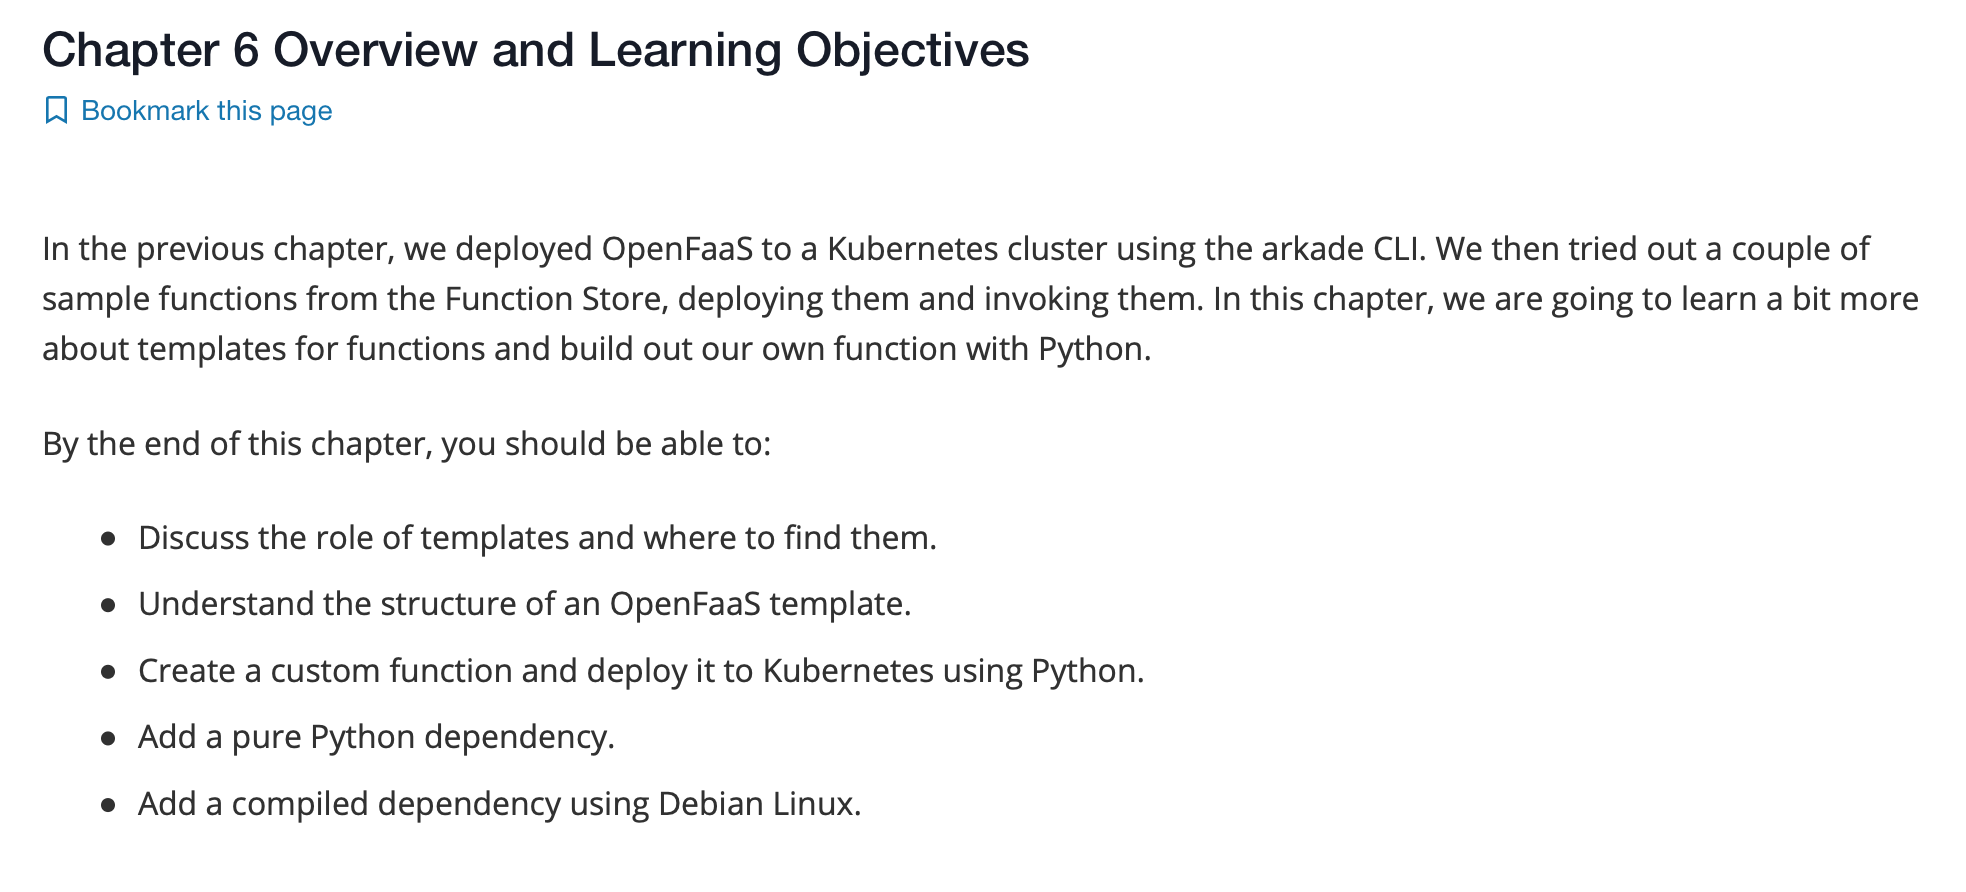 Chapter 6 Overview and Learning Objectives
Bookmark this page
In the previous chapter, we deployed OpenFaaS to a Kubernetes cluster using the arkade CLI. We then tried out a couple of
sample functions from the Function Store, deploying them and invoking them. In this chapter, we are going to learn a bit more
about templates for functions and build out our own function with Python.
By the end of this chapter, you should be able to:
● Discuss the role of templates and where to find them.
● Understand the structure of an OpenFaaS template.
● Create a custom function and deploy it to Kubernetes using Python.
● Add a pure Python dependency.
● Add a compiled dependency using Debian Linux.